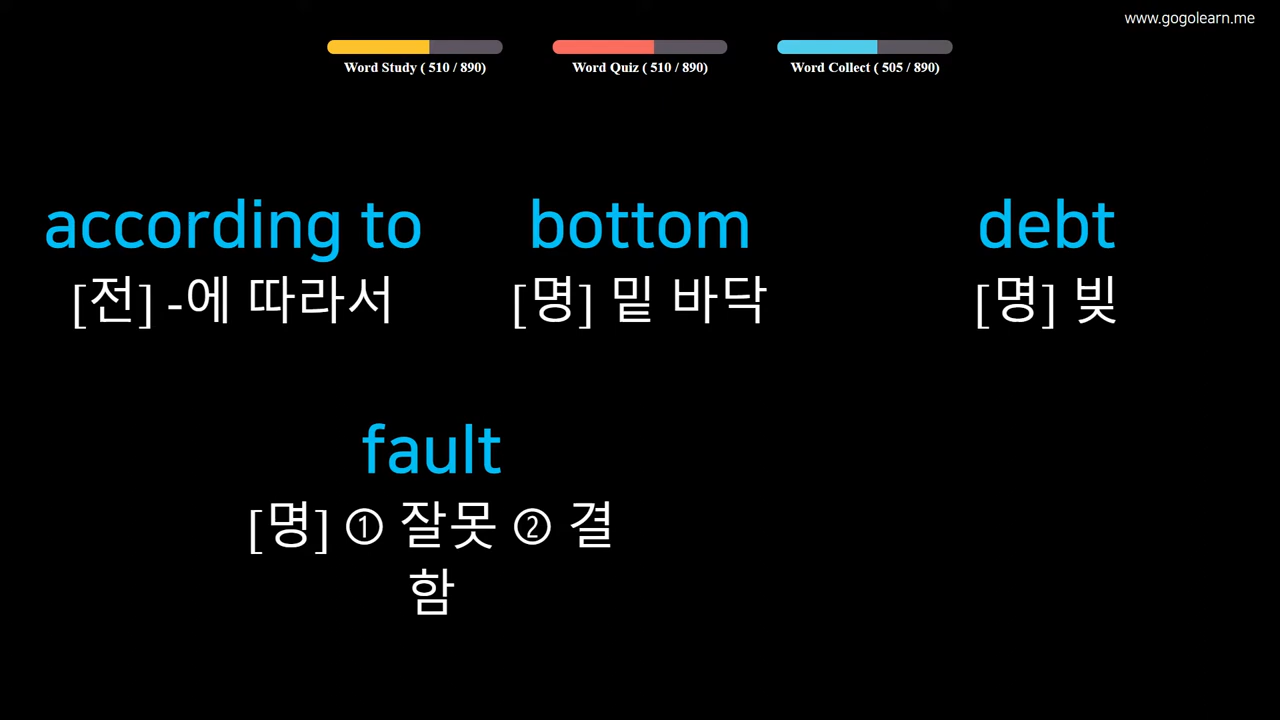 www.gogolearn.me
Word Study ( 510 / 890)
Word Quiz ( 510 / 890)
Word Collect ( 505 / 890)
according to
[전] -에 따라서
bottom
[명] 밑 바닥
debt
[명] 빚
fault
[명] ① 잘못 ② 결
함